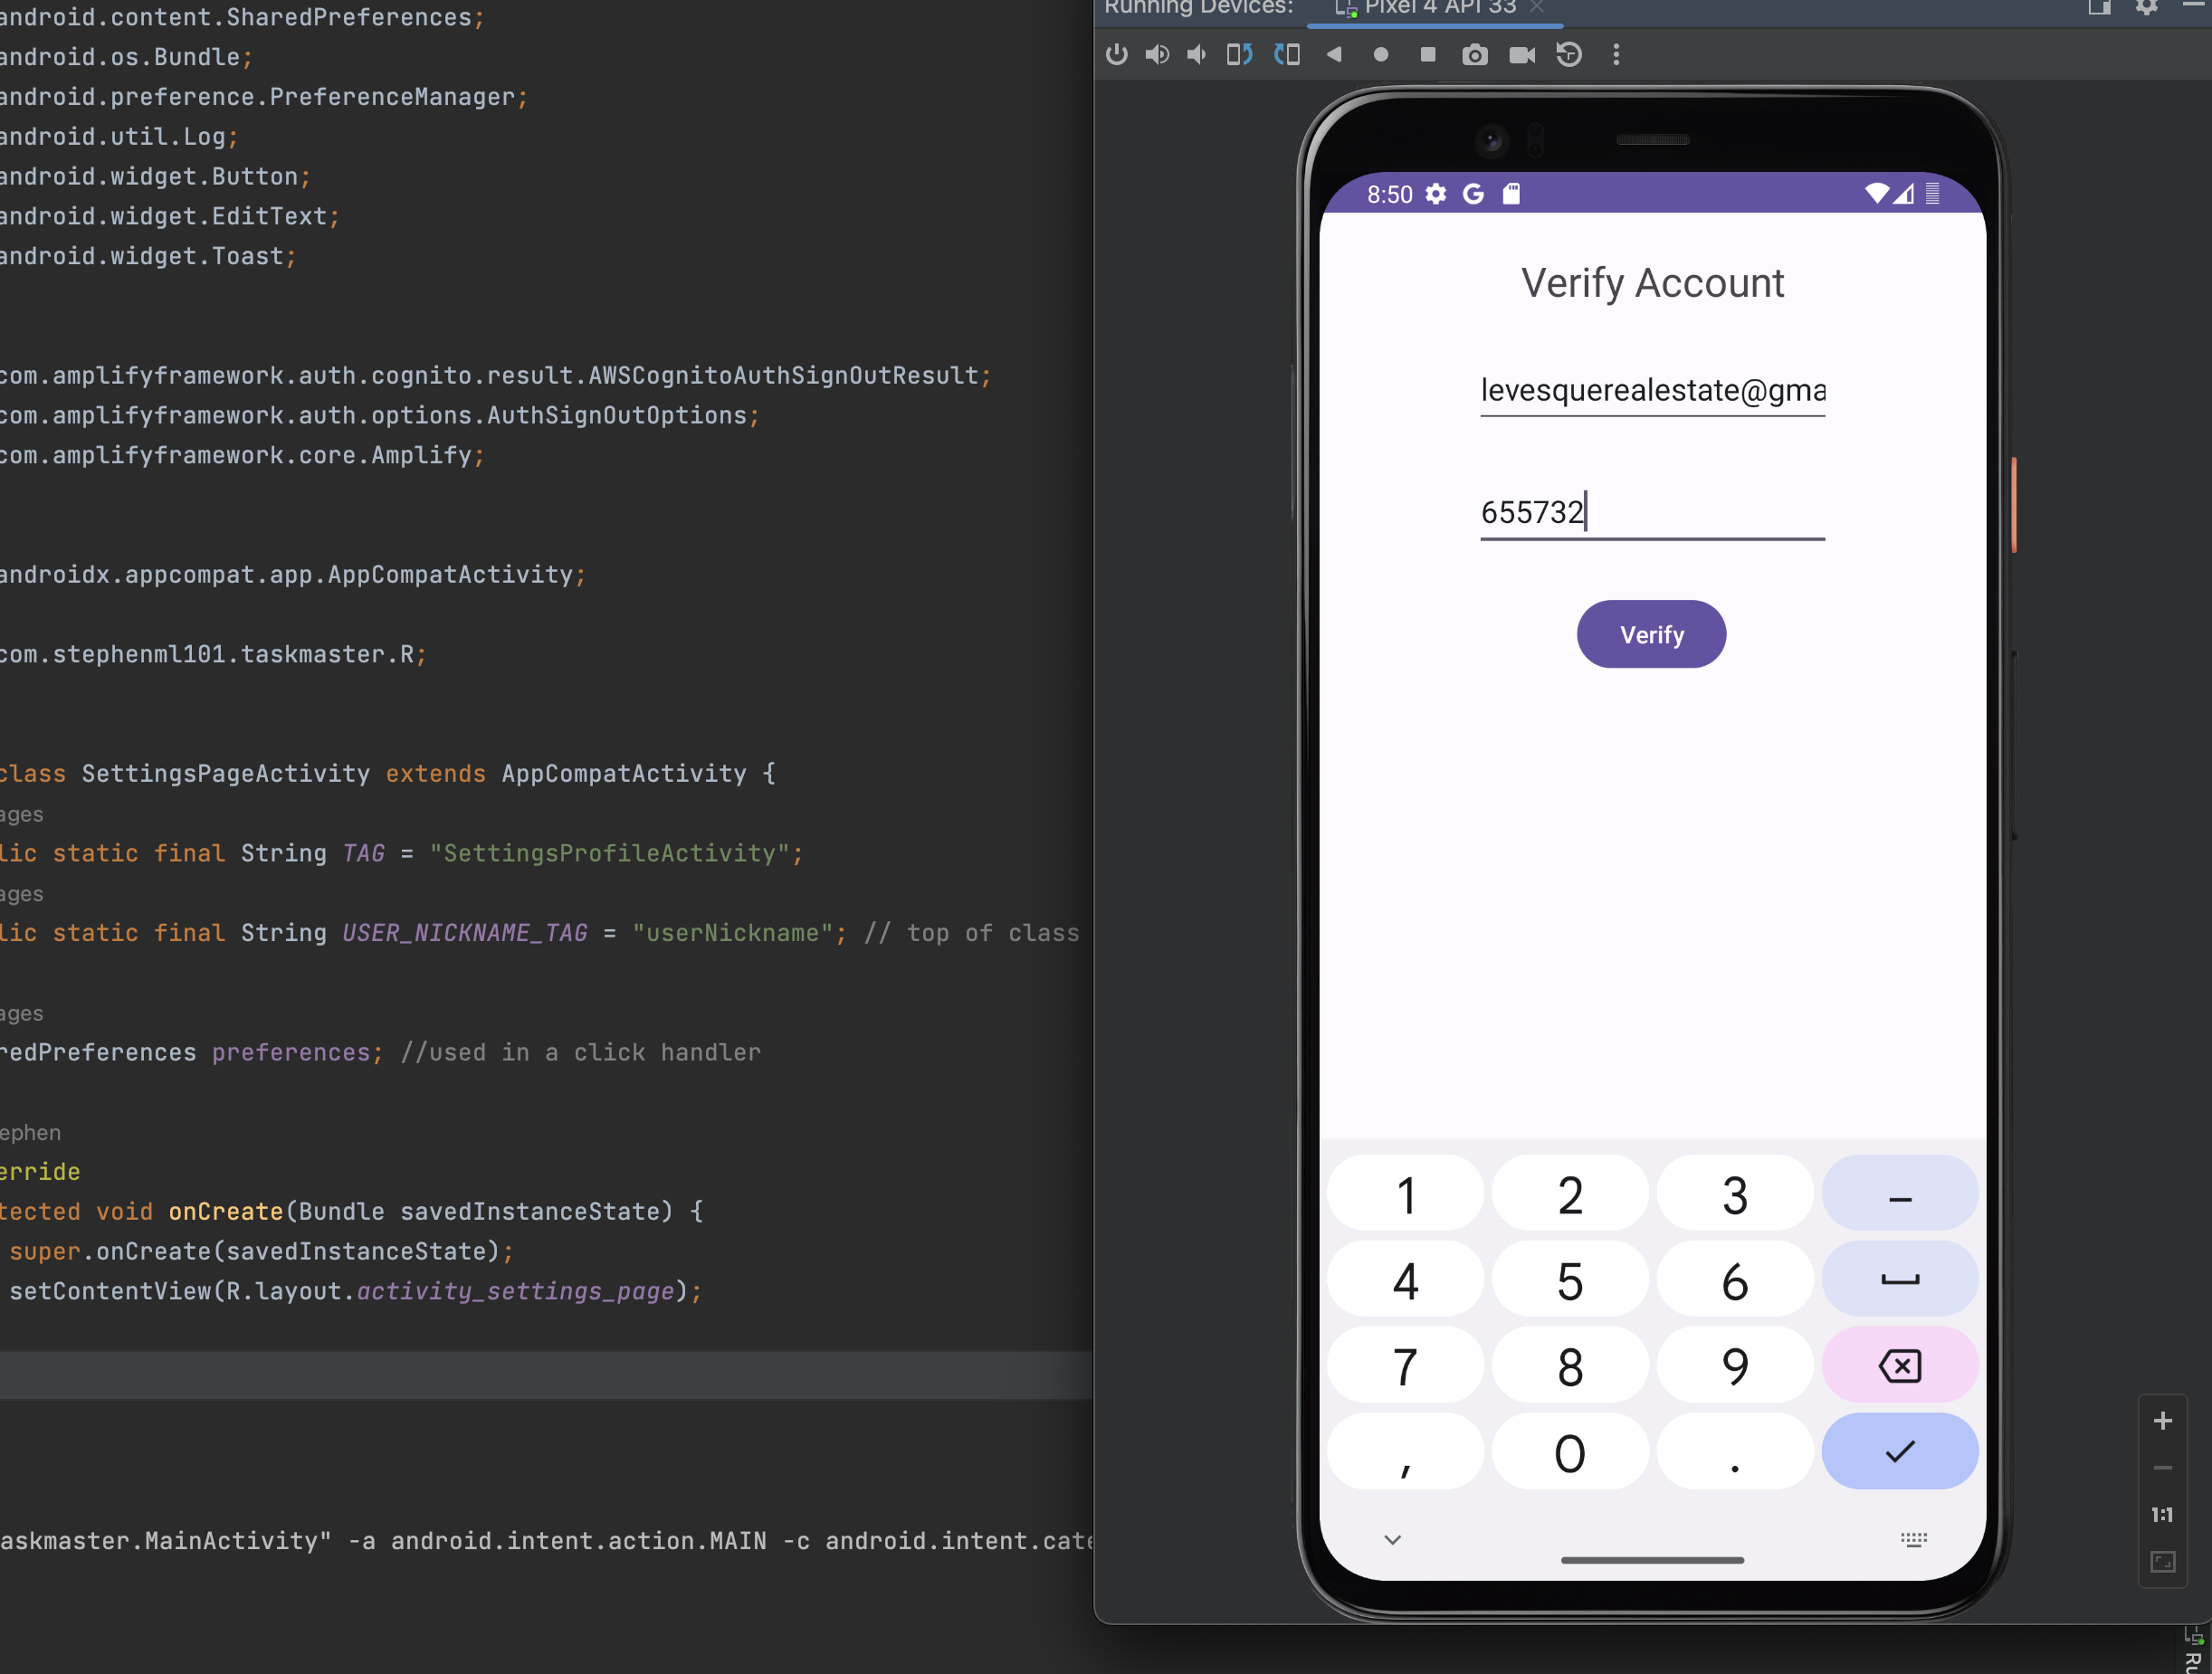 android.content.SharedPreferences;
android.os.Bundle;
android.preference.PreferenceManager;
android.util.Log;
android.widget.Button;
android.widget.EditText;
android.widget.Toast;
com.amplifyframework.auth.cognito.result.AWSCognitoAuthSignOutResult;
com.amplifyframework.auth.options.AuthSignOutOptions;
com.amplifyframework.core.Amplify;
androidx.appcompat.app.AppCompatActivity;
com.stephenml101.taskmaster.R;
class SettingsPageActivity extends AppCompatActivity {
ages
lic static final String TAG = "SettingsProfileActivity";
ages
lic static final String USER_NICKNAME_TAG = "userNickname"; // top of class
ages
redPreferences preferences; //used in a click handler
ephen
erride
tected void onCreate(Bundle savedInstanceState) {
super.onCreate(savedInstanceState);
setContentView(R.layout.activity_settings_page);
askmaster.MainActivity" -a android.intent.action.MAIN -c android.intent.cate
Running Devices: Pixel 4 API 33
8:50
Verify Account
levesquerealestate@gma
655732
Verify
1 2 3 –
4 5 6
7 8 9
, 0 .
1:1
Ru